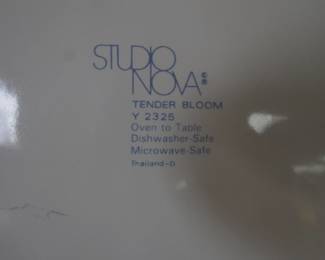 STUDIO
NOVA ©®
TENDER BLOOM
Y 2325
Oven to Table
Dishwasher-Safe
Microwave-Safe
Thailand-D